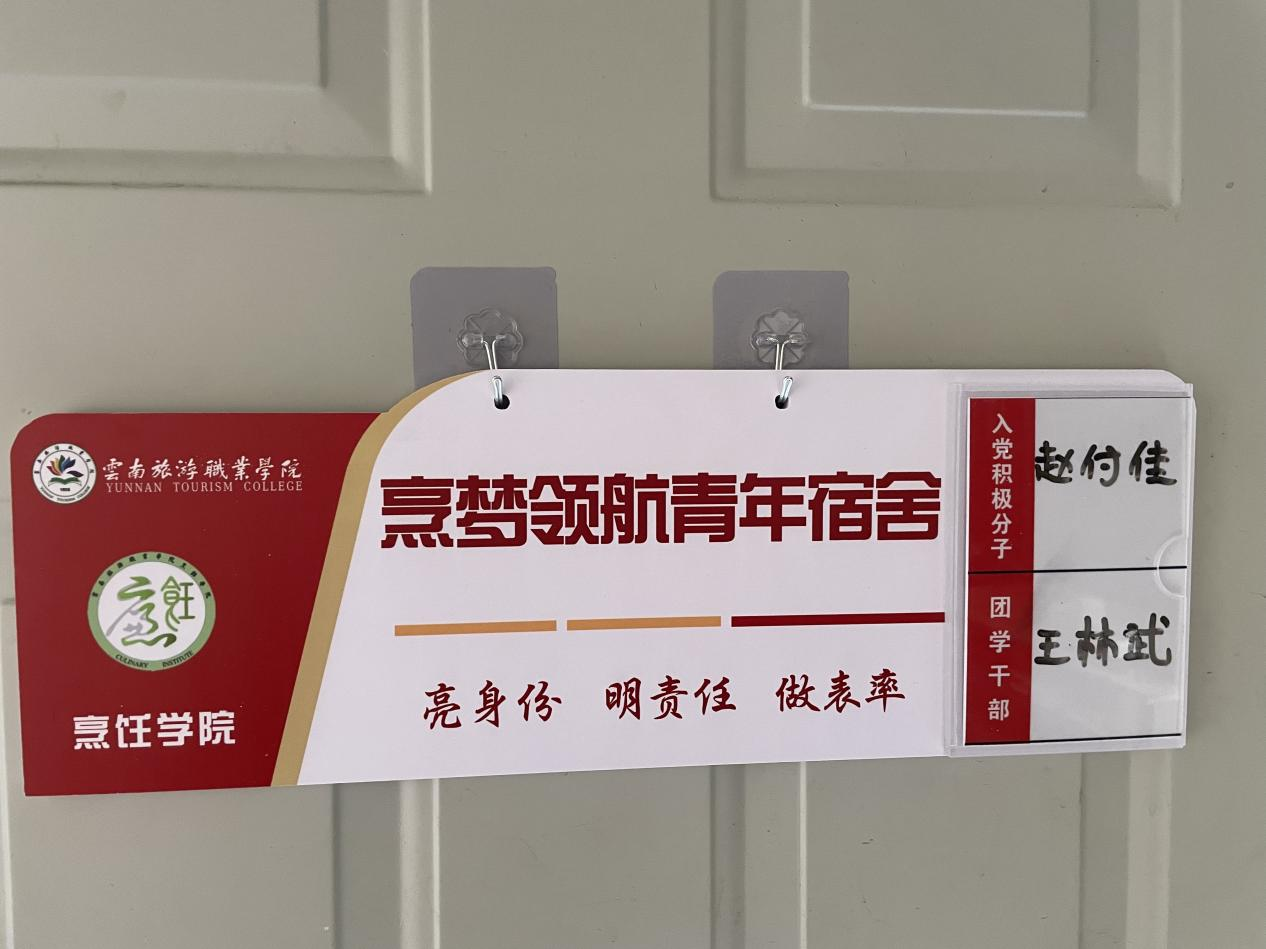 雲南旅游職業學院
YUNNAN TOURISM COLLEGE
CULINARY INSTITUTE
烹饪学院
烹梦领航青年宿舍
亮身份 明责任 做表率
入党积极分子
赵付佳
团学干部
王林武